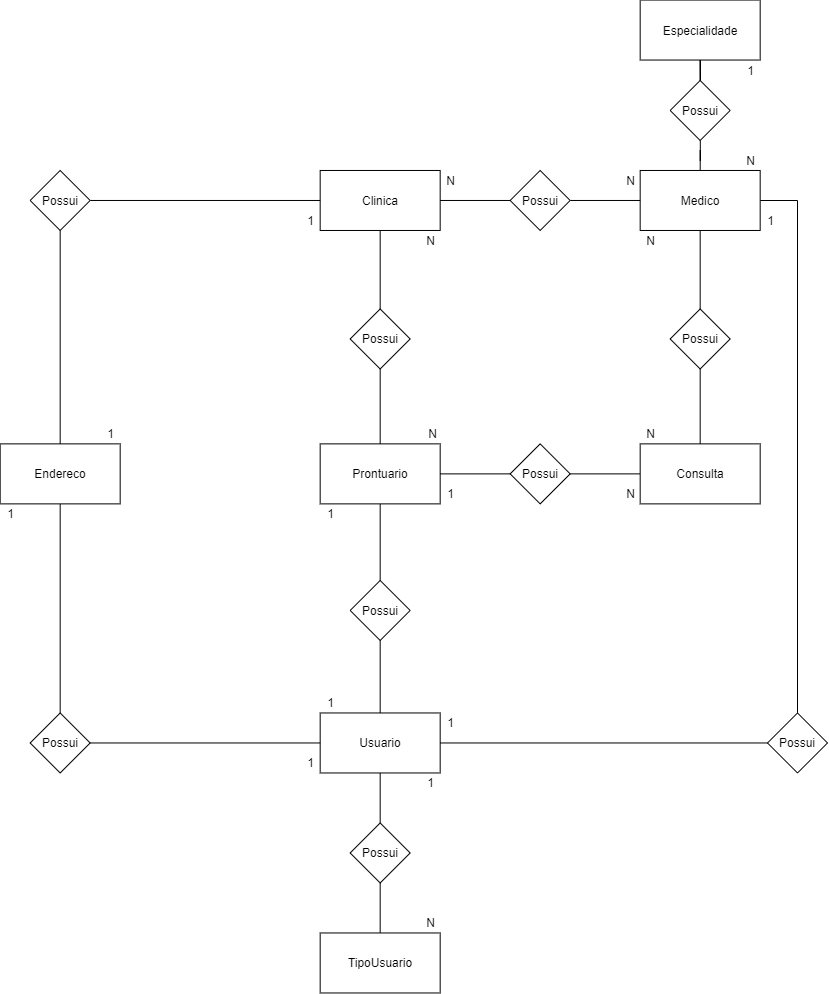 Especialidade
1
Possui
N
Possui
Clinica
N
Possui
N
Medico
1
1
N
N
Possui
Possui
1
N
N
Endereco
Prontuario
Possui
Consulta
1
1
1
N
Possui
1
1
Possui
Usuario
Possui
1
1
Possui
N
TipoUsuario